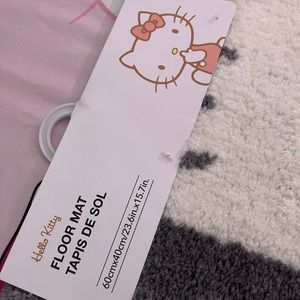 Hello Kitty
FLOOR MAT
TAPIS DE SOL
60cmx40cm/23.6in.x15.7in.